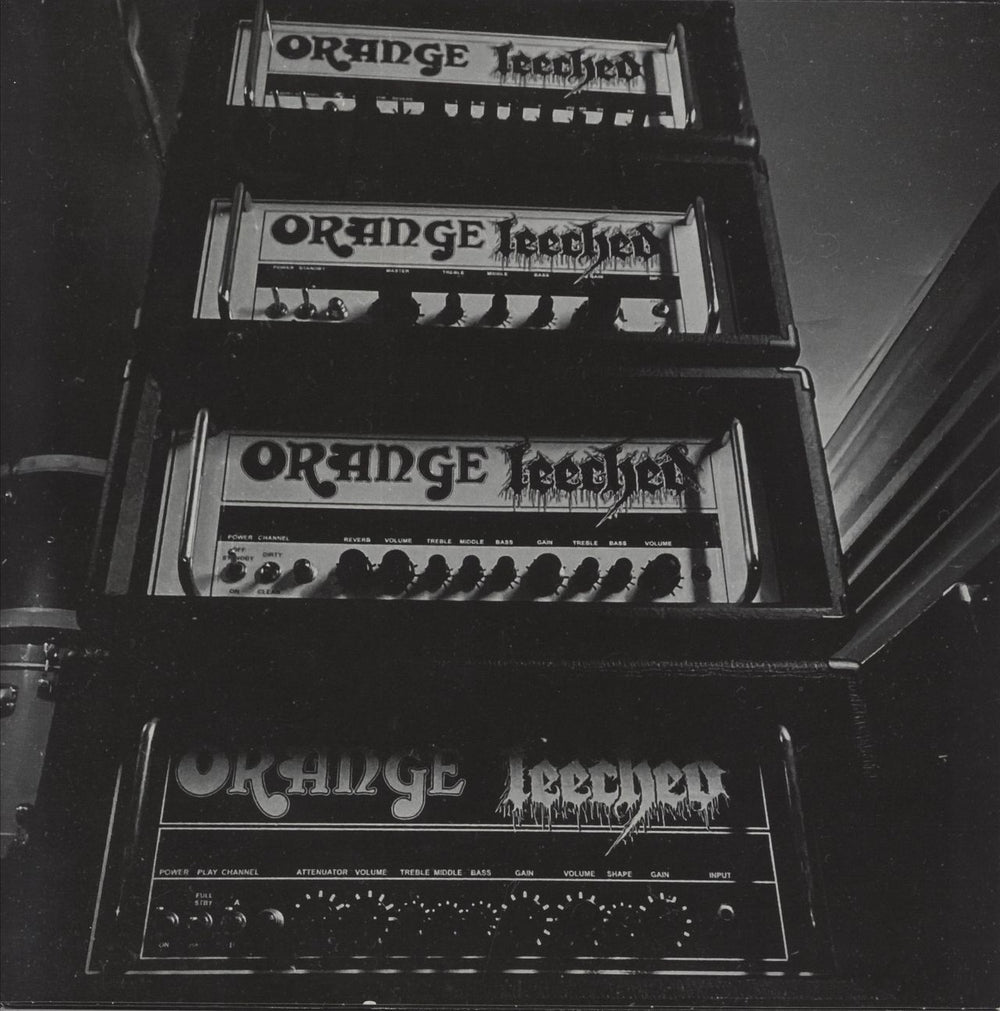 ORANGE leeched
ORANGE leeched
POWER STANDBY MASTER TREBLE MIDDLE BASS GAIN
ORANGE leeched
POWER CHANNEL REVERB VOLUME TREBLE MIDDLE BASS GAIN TREBLE BASS VOLUME
OFF
STANDBY DIRTY
ON CLEAN
ORANGE leeched
POWER PLAY CHANNEL ATTENUATOR VOLUME TREBLE MIDDLE BASS GAIN VOLUME SHAPE GAIN INPUT
FULL
STBY A
ON